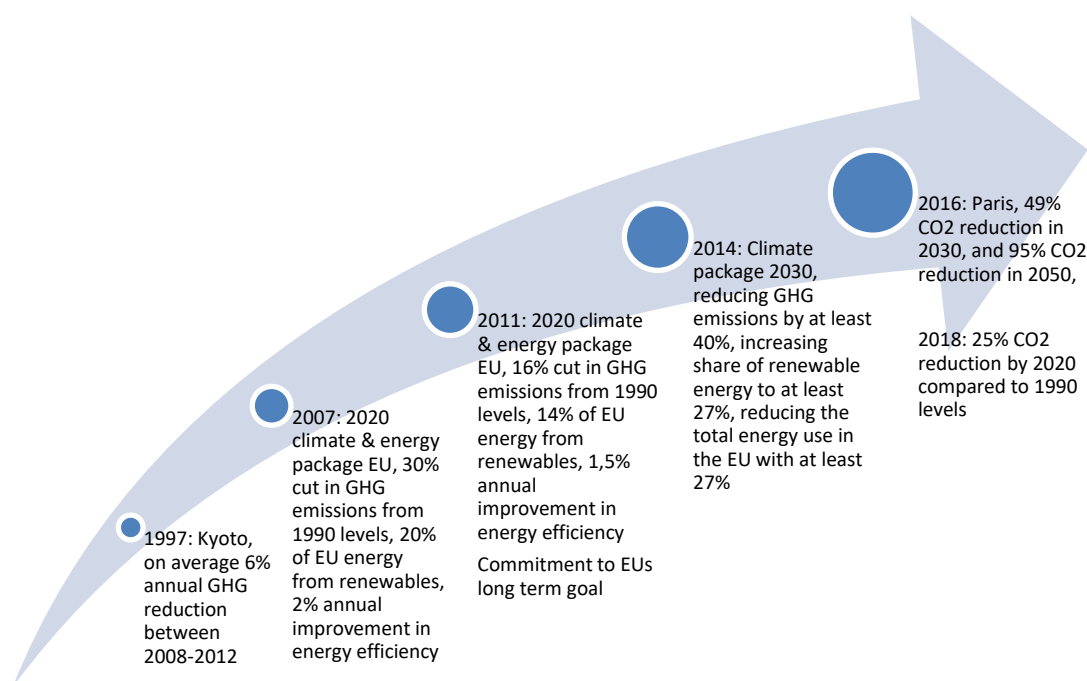 1997: Kyoto,
on average 6%
annual GHG
reduction
between
2008-2012
2007: 2020
climate & energy
package EU, 30%
cut in GHG
emissions from
1990 levels, 20%
of EU energy
from renewables,
2% annual
improvement in
energy efficiency
2011: 2020 climate
& energy package
EU, 16% cut in GHG
emissions from 1990
levels, 14% of EU
energy from
renewables, 1,5%
annual
improvement in
energy efficiency
Commitment to EUs
long term goal
2014: Climate
package 2030,
reducing GHG
emissions by at least
40%, increasing
share of renewable
energy to at least
27%, reducing the
total energy use in
the EU with at least
27%
2016: Paris, 49%
CO2 reduction in
2030, and 95% CO2
reduction in 2050,
2018: 25% CO2
reduction by 2020
compared to 1990
levels